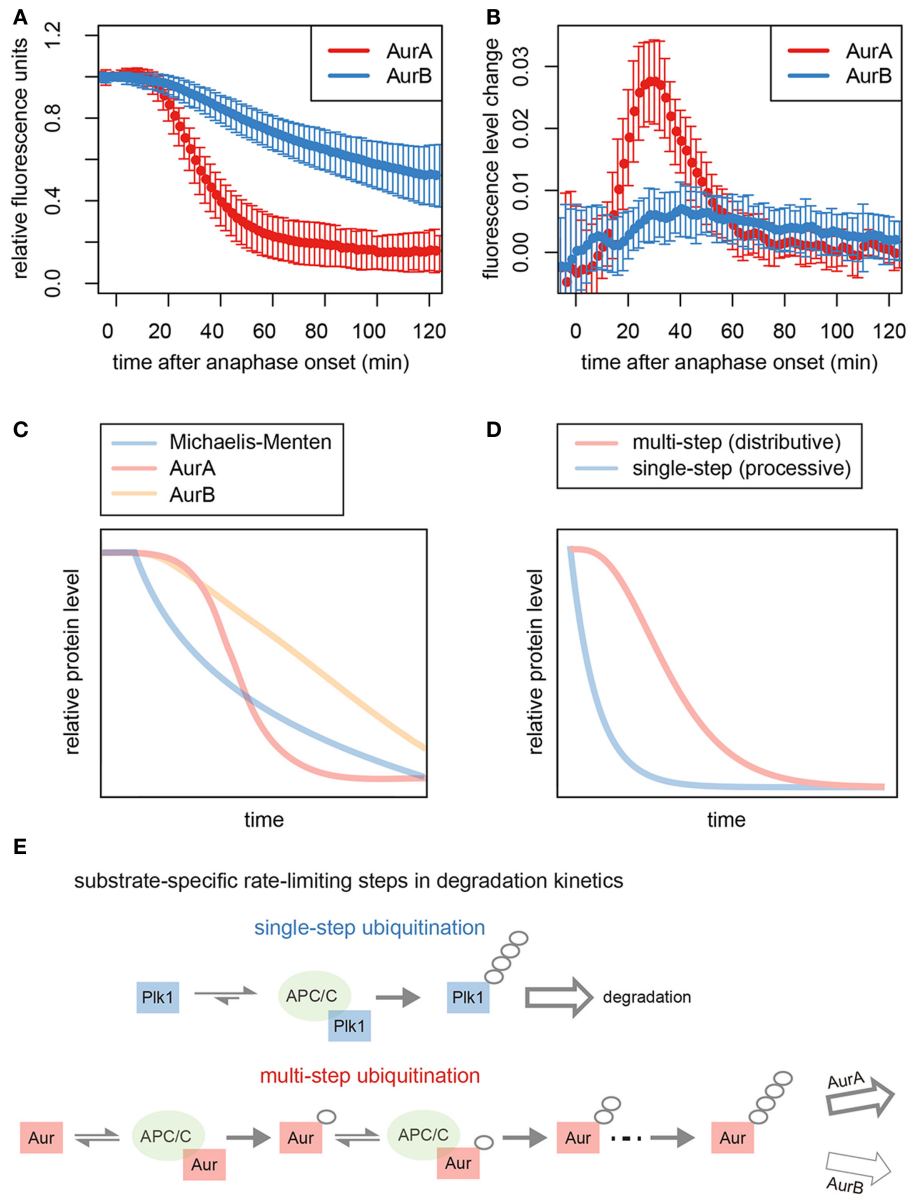 A
relative fluorescence units
1.2
0.8
0.4
0.0
AurA
AurB
0 20 40 60 80 100 120
time after anaphase onset (min)
B
fluorescence level change
0.03
0.02
0.01
0.00
AurA
AurB
0 20 40 60 80 100 120
time after anaphase onset (min)
C
Michaelis-Menten
AurA
AurB
relative protein level
time
D
multi-step (distributive)
single-step (processive)
relative protein level
time
E
substrate-specific rate-limiting steps in degradation kinetics
single-step ubiquitination
Plk1
APC/C
Plk1
Plk1
degradation
multi-step ubiquitination
Aur
APC/C
Aur
Aur
APC/C
Aur
Aur
Aur
AurA
AurB